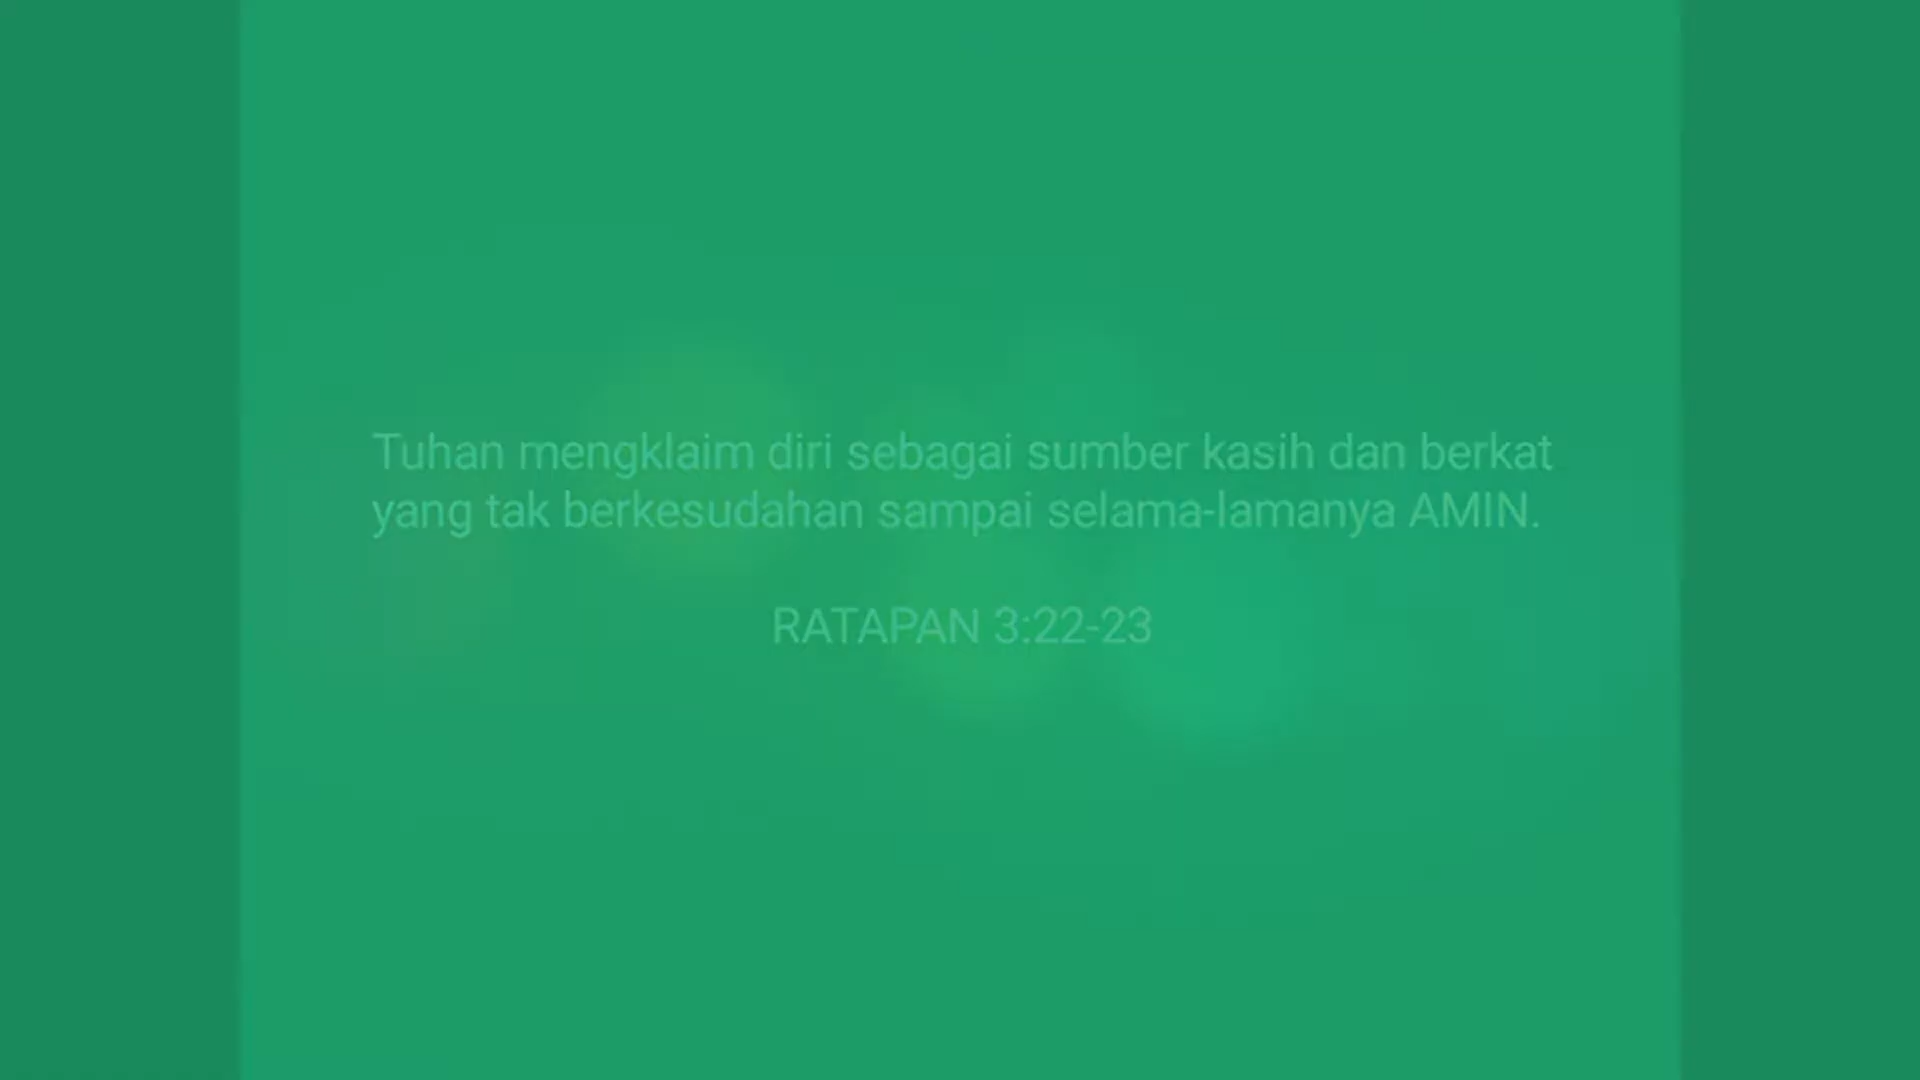 Tuhan mengklaim diri sebagai sumber kasih dan berkat
yang tak berkesudahan sampai selama-lamanya AMIN.
RATAPAN 3:22-23